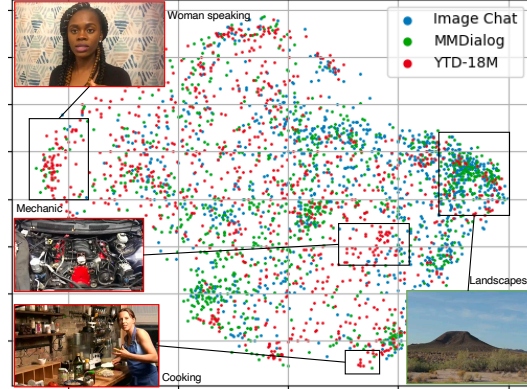 Woman speaking
Image Chat
MMDialog
YTD-18M
Mechanic
Landscapes
Cooking